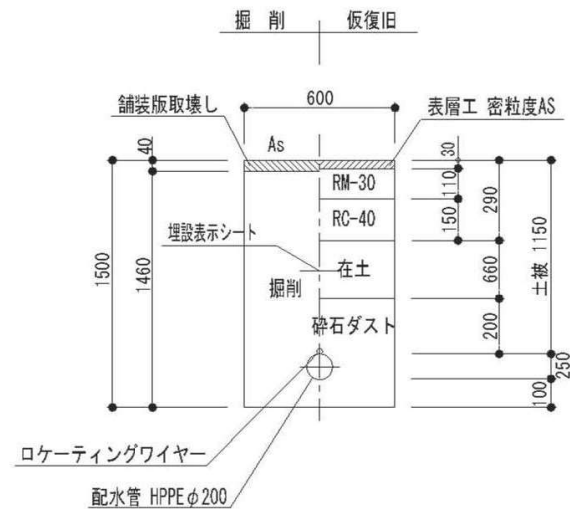 掘 削
仮復旧
舗装版取壊し
600
表層工 密粒度AS
As
40
30
RM-30
110
290
RC-40
150
埋設表示シート
在土
掘削
660
土被 1150
1500
1460
砕石ダスト
200
250
100
ロケーティングワイヤー
配水管 HPPEφ200